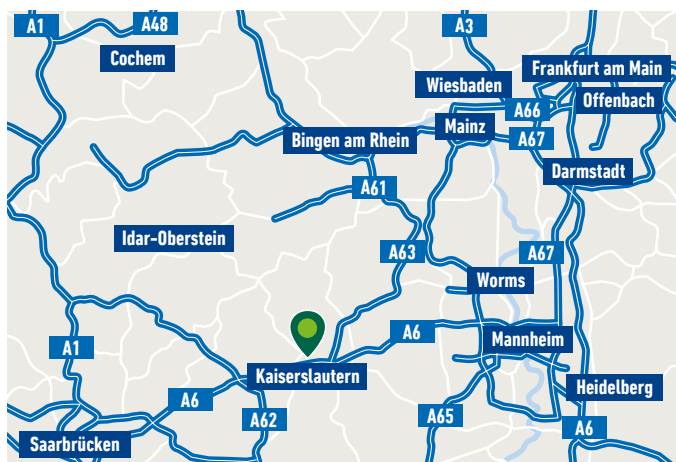 A1
A48
A3
Cochem
Frankfurt am Main
Wiesbaden
Offenbach
A66
Mainz
Bingen am Rhein
A67
Darmstadt
A61
Idar-Oberstein
A63
A67
Worms
A6
Mannheim
A1
Kaiserslautern
Heidelberg
A6
A62
A65
A6
Saarbrücken